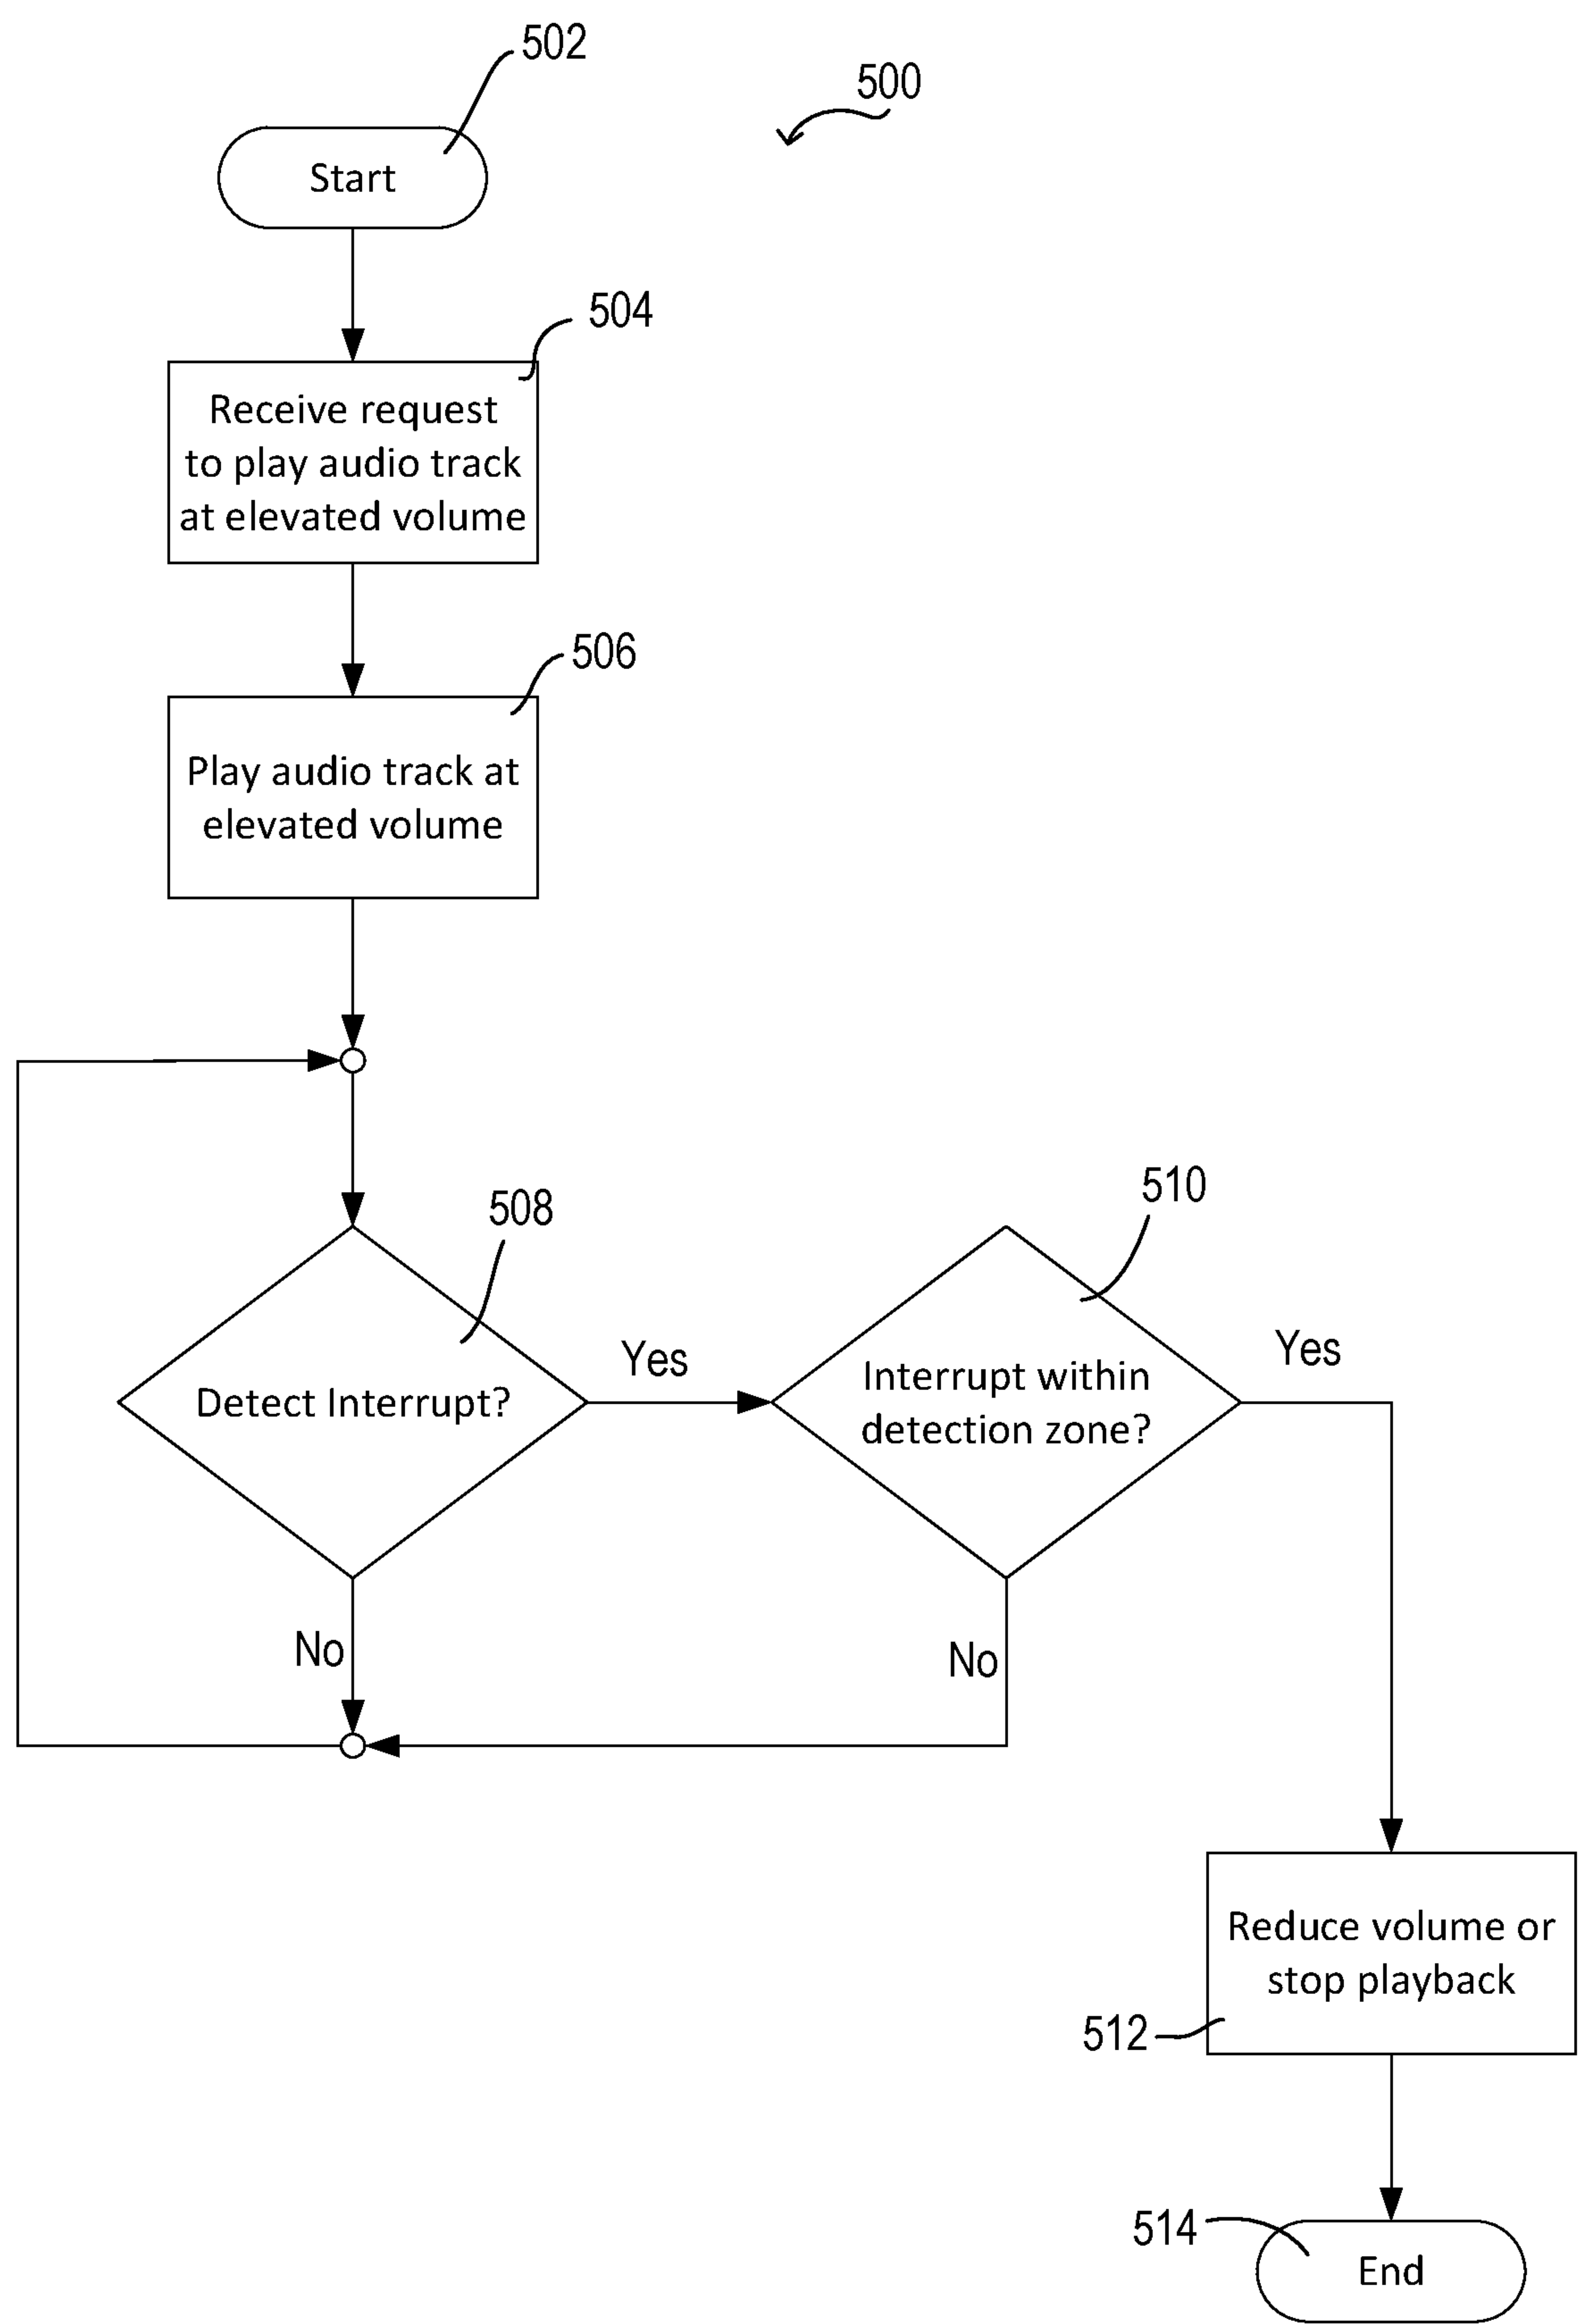 502
500
Start
504
Receive request
to play audio track
at elevated volume
506
Play audio track at
elevated volume
510
508
Yes
Yes
Detect Interrupt?
Interrupt within
detection zone?
No
No
Reduce volume or
stop playback
512
514
End